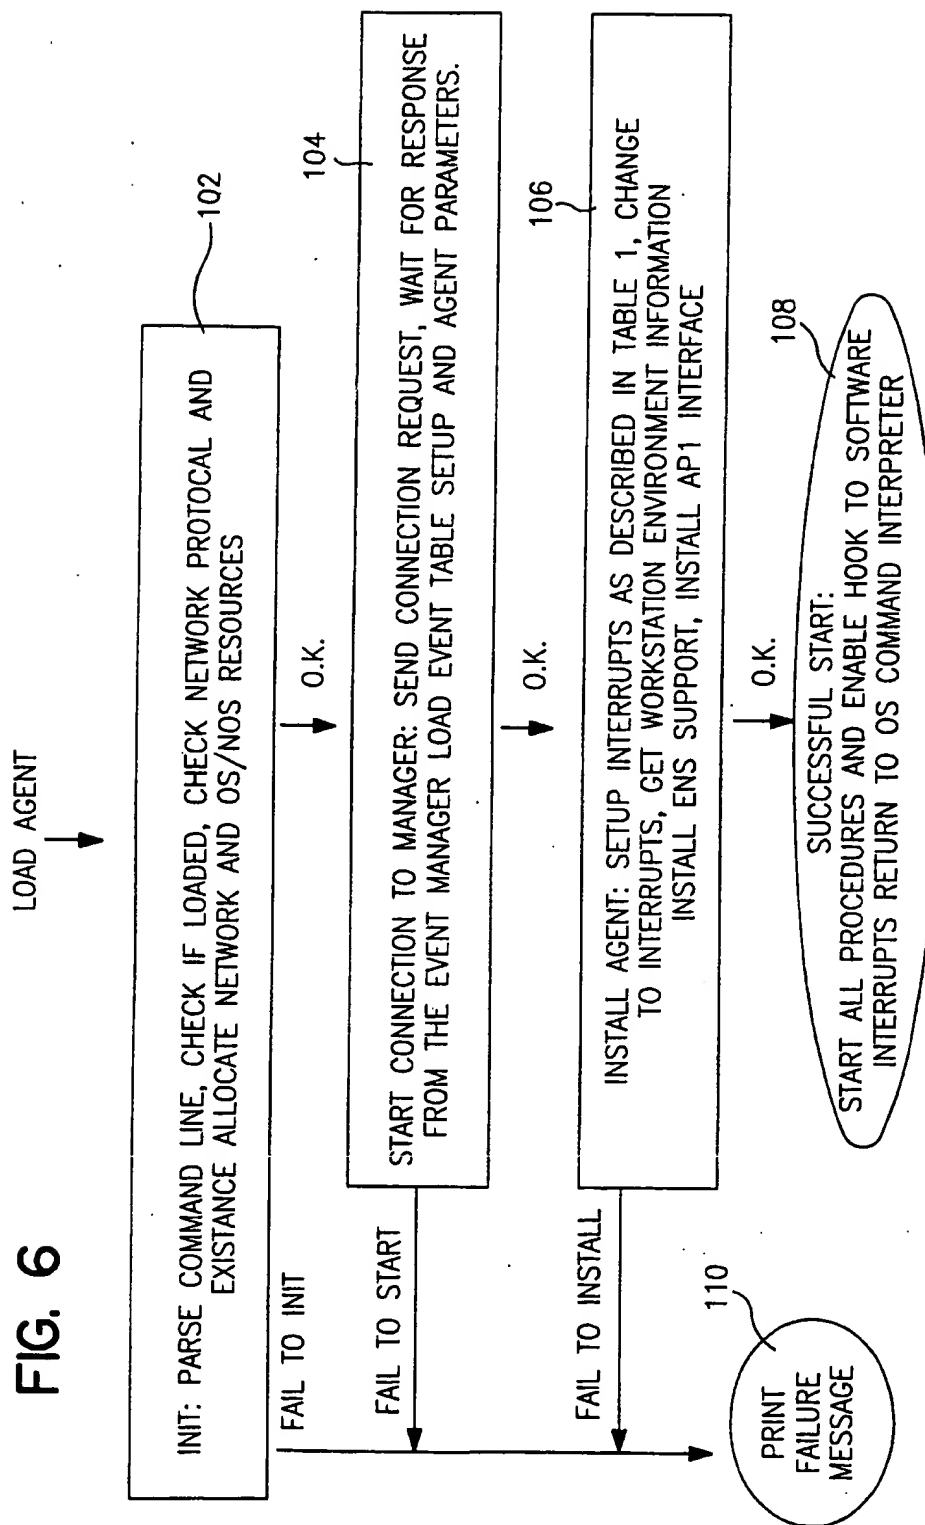 FIG. 6
LOAD AGENT
INIT: PARSE COMMAND LINE, CHECK IF LOADED, CHECK NETWORK PROTOCAL AND
EXISTANCE ALLOCATE NETWORK AND OS/NOS RESOURCES
102
FAIL TO INIT
O.K.
START CONNECTION TO MANAGER: SEND CONNECTION REQUEST, WAIT FOR RESPONSE
FROM THE EVENT MANAGER LOAD EVENT TABLE SETUP AND AGENT PARAMETERS.
104
FAIL TO START
O.K.
INSTALL AGENT: SETUP INTERRUPTS AS DESCRIBED IN TABLE 1, CHANGE
TO INTERRUPTS, GET WORKSTATION ENVIRONMENT INFORMATION
INSTALL ENS SUPPORT, INSTALL AP1 INTERFACE
106
FAIL TO INSTALL
O.K.
110
PRINT
FAILURE
MESSAGE
108
SUCCESSFUL START:
START ALL PROCEDURES AND ENABLE HOOK TO SOFTWARE
INTERRUPTS RETURN TO OS COMMAND INTERPRETER